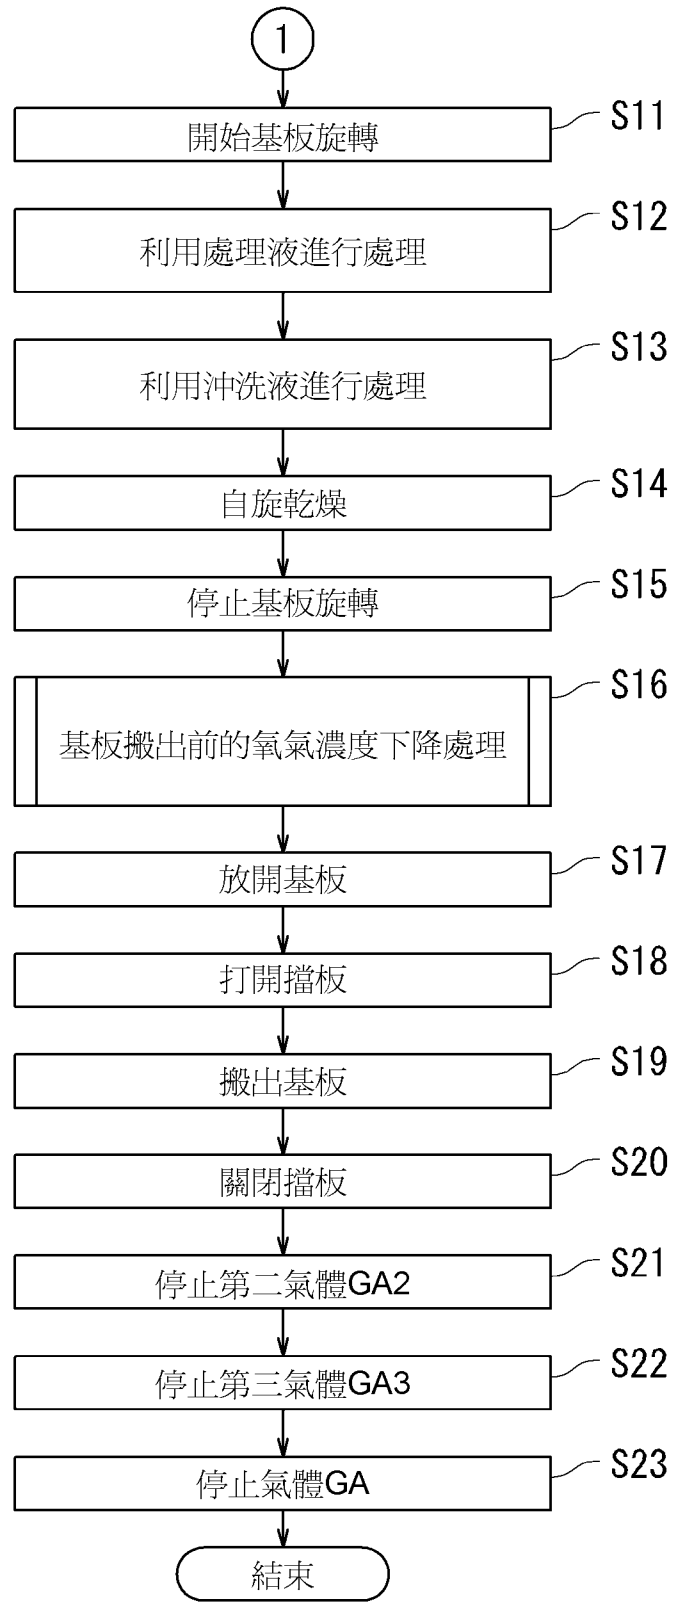 1
開始基板旋轉
S11
利用處理液進行處理
S12
利用沖洗液進行處理
S13
自旋乾燥
S14
停止基板旋轉
S15
基板搬出前的氧氣濃度下降處理
S16
放開基板
S17
打開擋板
S18
搬出基板
S19
關閉擋板
S20
停止第二氣體GA2
S21
停止第三氣體GA3
S22
停止氣體GA
S23
結束